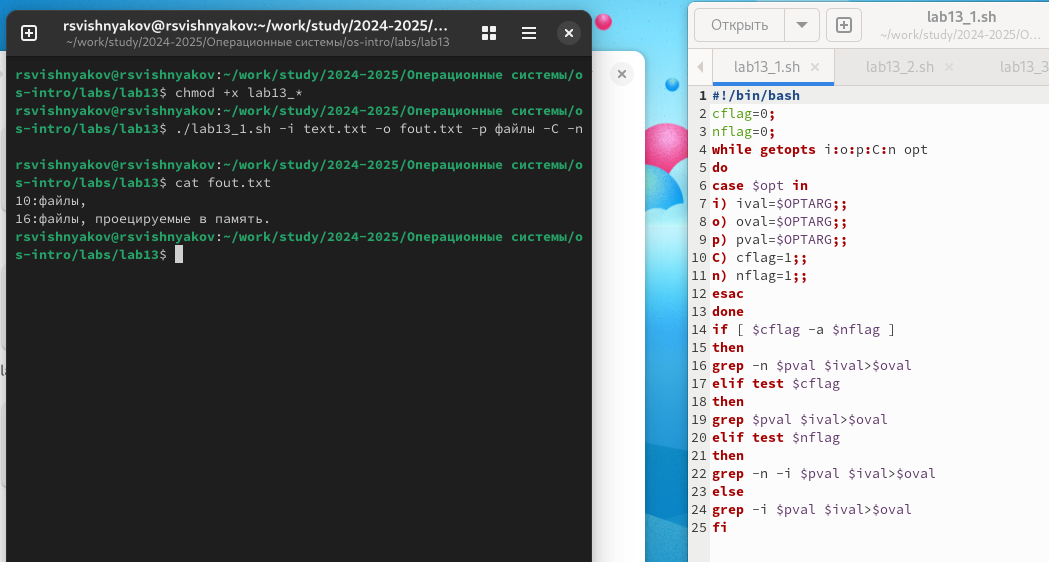 rsvishnyakov@rsvishnyakov:~/work/study/2024-2025/...
~/work/study/2024-2025/Операционные системы/os-intro/labs/lab13
rsvishnyakov@rsvishnyakov:~/work/study/2024-2025/Операционные системы/o
s-intro/labs/lab13$ chmod +x lab13_*
rsvishnyakov@rsvishnyakov:~/work/study/2024-2025/Операционные системы/o
s-intro/labs/lab13$ ./lab13_1.sh -i text.txt -o fout.txt -p файлы -C -n
rsvishnyakov@rsvishnyakov:~/work/study/2024-2025/Операционные системы/o
s-intro/labs/lab13$ cat fout.txt
10:файлы,
16:файлы, проецируемые в память.
rsvishnyakov@rsvishnyakov:~/work/study/2024-2025/Операционные системы/o
s-intro/labs/lab13$
Открыть
lab13_1.sh
~/work/study/2024-2025/О...
lab13_1.sh
lab13_2.sh
lab13_3
1 #!/bin/bash
2 cflag=0;
3 nflag=0;
4 while getopts i:o:p:C:n opt
5 do
6 case $opt in
7 i) ival=$OPTARG;;
8 o) oval=$OPTARG;;
9 p) pval=$OPTARG;;
10 C) cflag=1;;
11 n) nflag=1;;
12 esac
13 done
14 if [ $cflag -a $nflag ]
15 then
16 grep -n $pval $ival>$oval
17 elif test $cflag
18 then
19 grep $pval $ival>$oval
20 elif test $nflag
21 then
22 grep -n -i $pval $ival>$oval
23 else
24 grep -i $pval $ival>$oval
25 fi